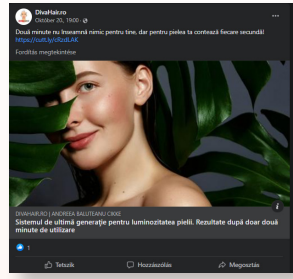 DivaHair.ro
Október 20., 19:00 ·
Două minute nu înseamnă nimic pentru tine, dar pentru pielea ta contează fiecare secundă!
Fordítás megtekintése
DIVAHAIR.RO | ANDREEA BALUTEANU CIKKE
Sistemul de ultimă generație pentru luminozitatea pielii. Rezultate după doar două
minute de utilizare
1
Tetszik
Hozzászólás
Megosztás